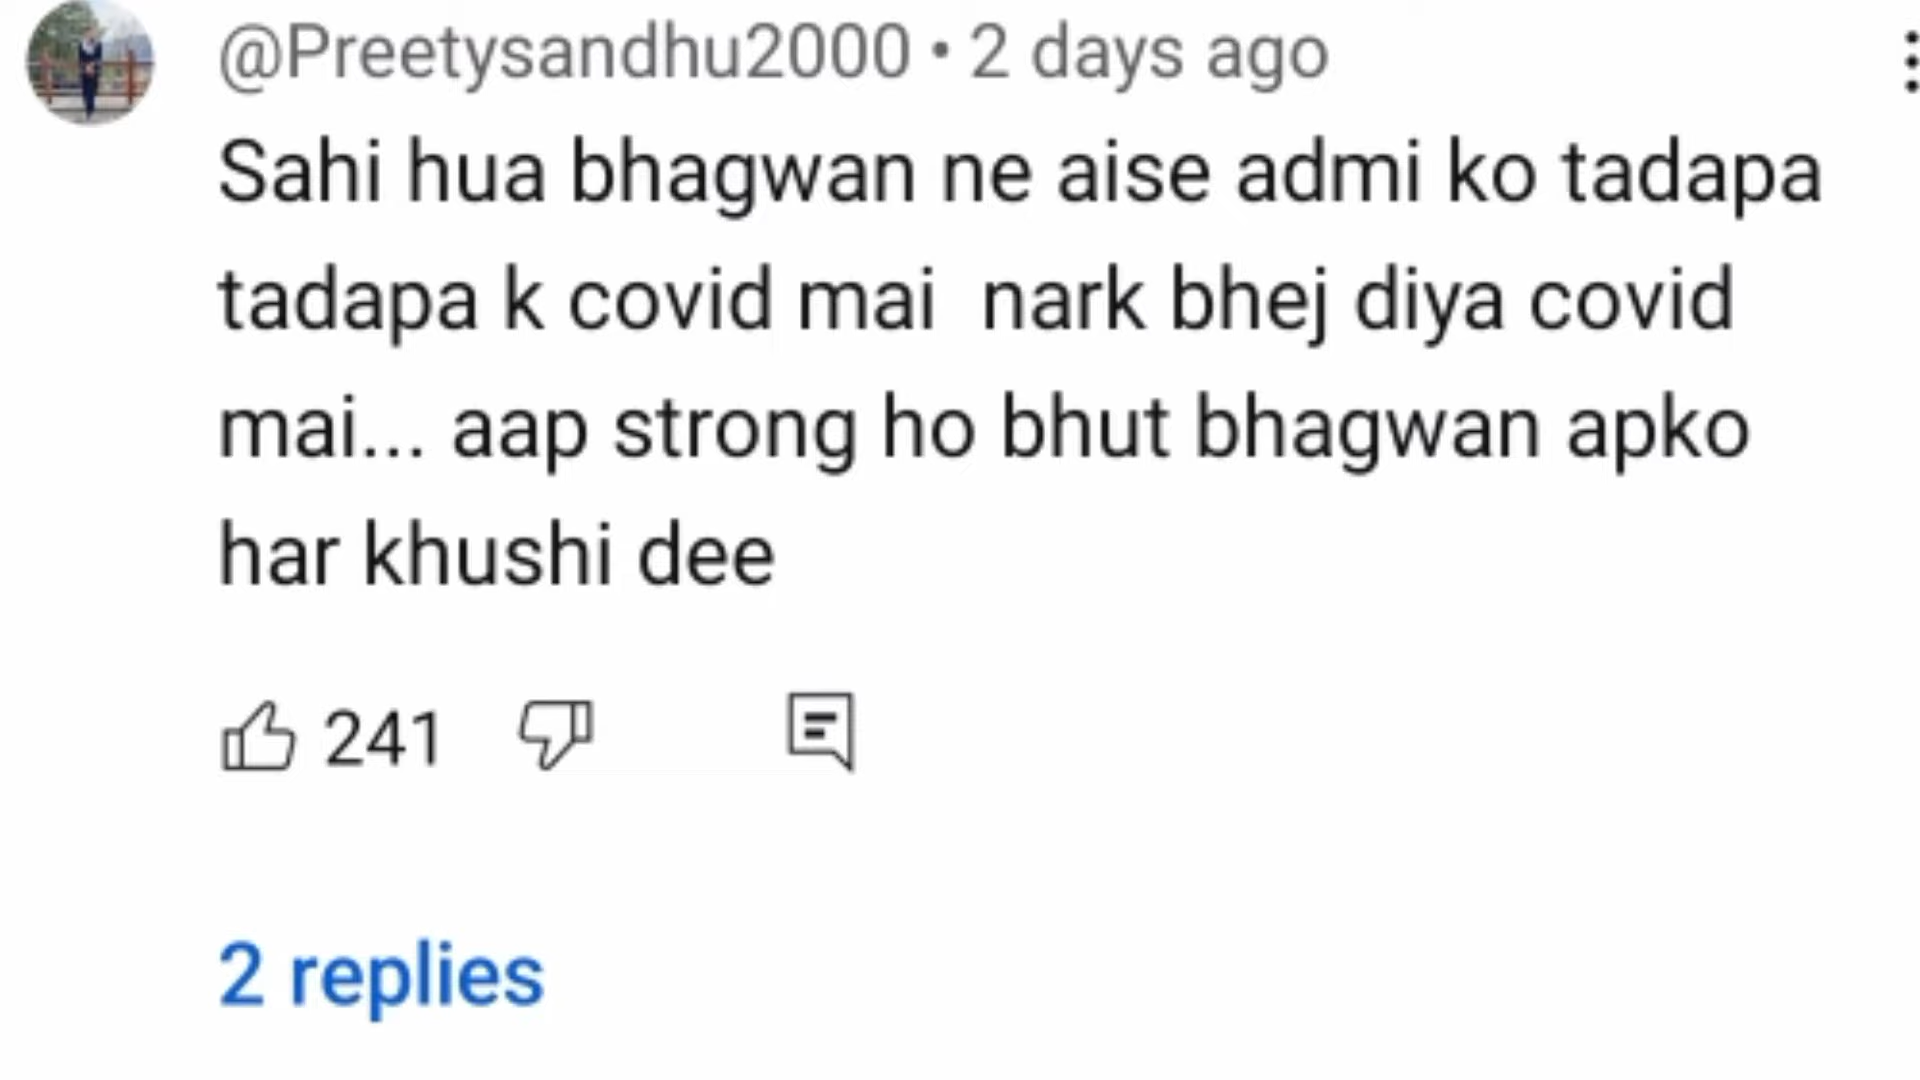 @Preetysandhu2000 • 2 days ago
Sahi hua bhagwan ne aise admi ko tadapa
tadapa k covid mai nark bhej diya covid
mai... aap strong ho bhut bhagwan apko
har khushi dee
241
2 replies